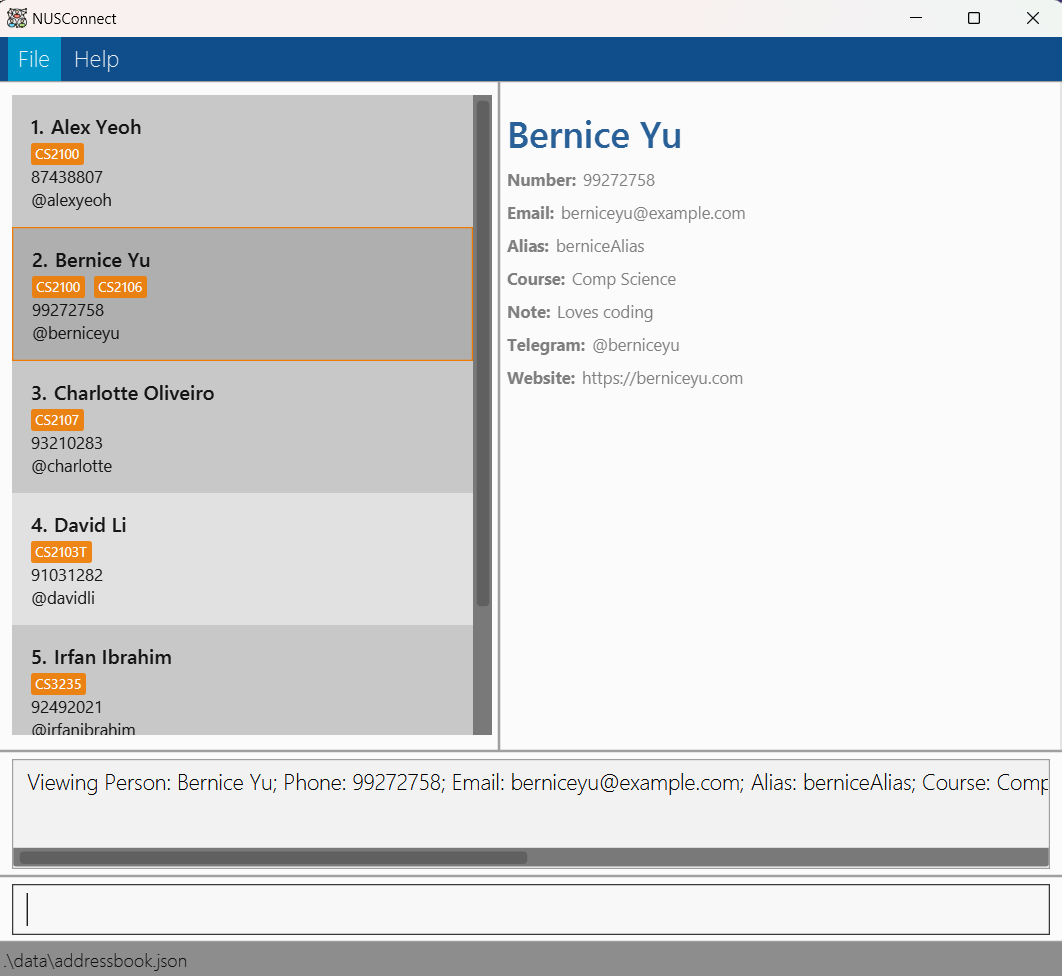 NUSConnect
File Help
1. Alex Yeoh
CS2100
87438807
@alexyeoh
2. Bernice Yu
CS2100 CS2106
99272758
@berniceyu
3. Charlotte Oliveiro
CS2107
93210283
@charlotte
4. David Li
CS2103T
91031282
@davidli
5. Irfan Ibrahim
CS3235
92492021
@irfanibrahim
Bernice Yu
Number: 99272758
Email: berniceyu@example.com
Alias: berniceAlias
Course: Comp Science
Note: Loves coding
Telegram: @berniceyu
Website: https://berniceyu.com
Viewing Person: Bernice Yu; Phone: 99272758; Email: berniceyu@example.com; Alias: berniceAlias; Course: Comp
.\data\addressbook.json